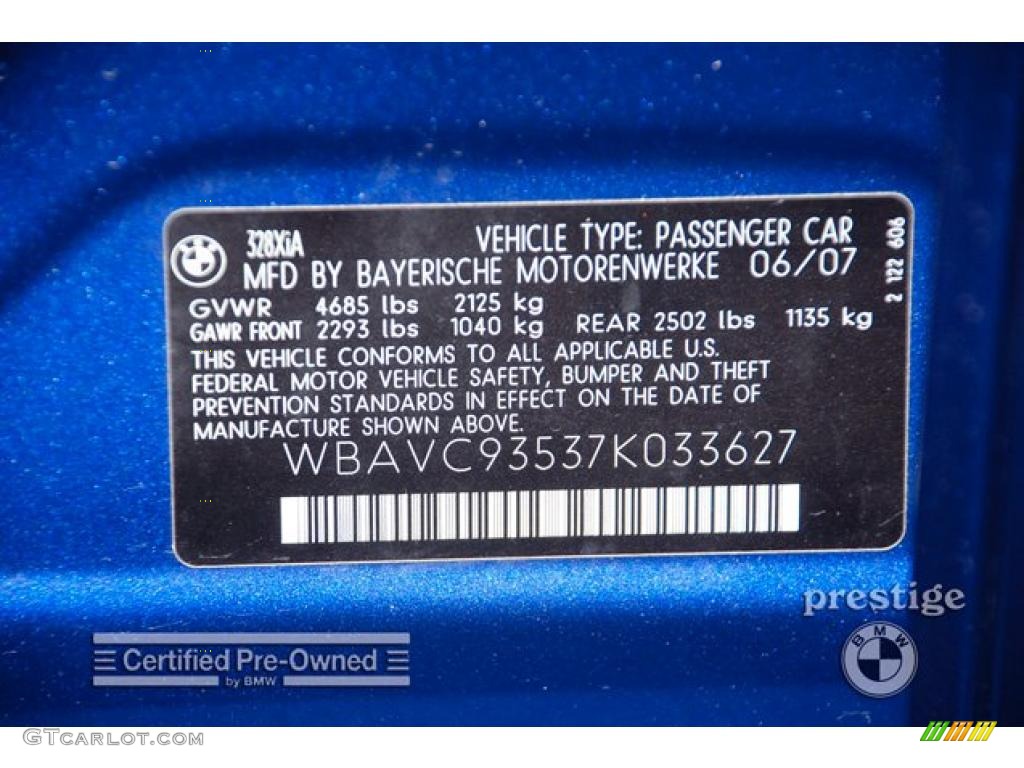 328XiA
VEHICLE TYPE: PASSENGER CAR
MFD BY BAYERISCHE MOTORENWERKE 06/07
GVWR 4685 lbs 2125 kg
GAWR FRONT 2293 lbs 1040 kg REAR 2502 lbs 1135 kg
THIS VEHICLE CONFORMS TO ALL APPLICABLE U.S.
FEDERAL MOTOR VEHICLE SAFETY, BUMPER AND THEFT
PREVENTION STANDARDS IN EFFECT ON THE DATE OF
MANUFACTURE SHOWN ABOVE.
WBAVC93537K033627
2 122 606
prestige
BMW
Certified Pre-Owned
by BMW
GTCARLOT.COM